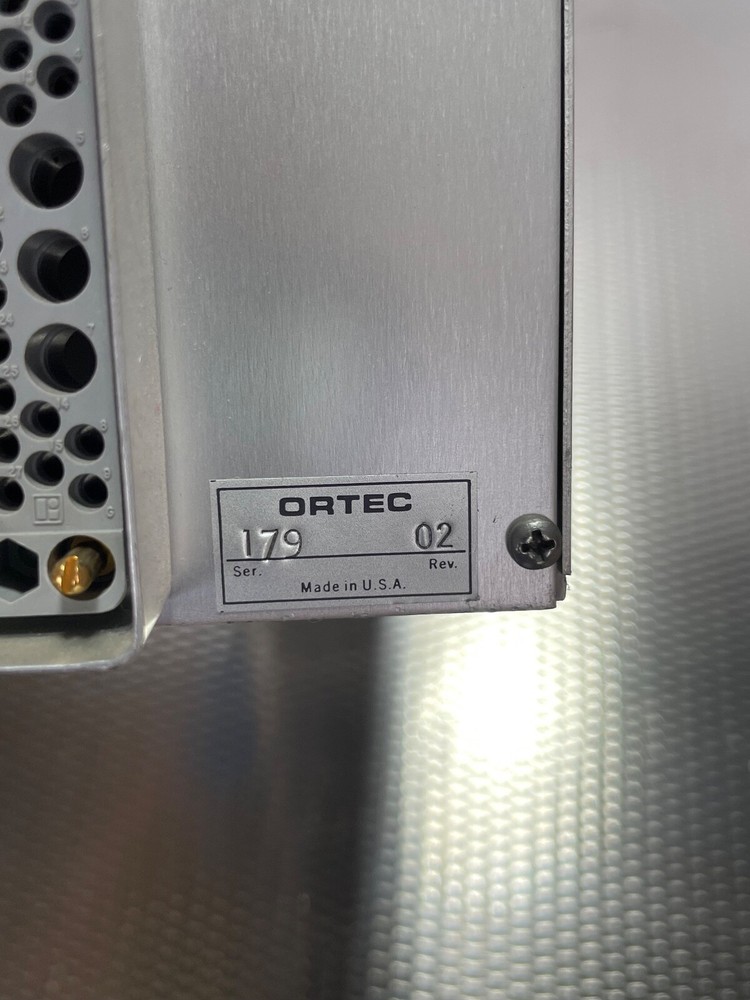 ORTEC
179 02
Ser. Rev.
Made in U.S.A.